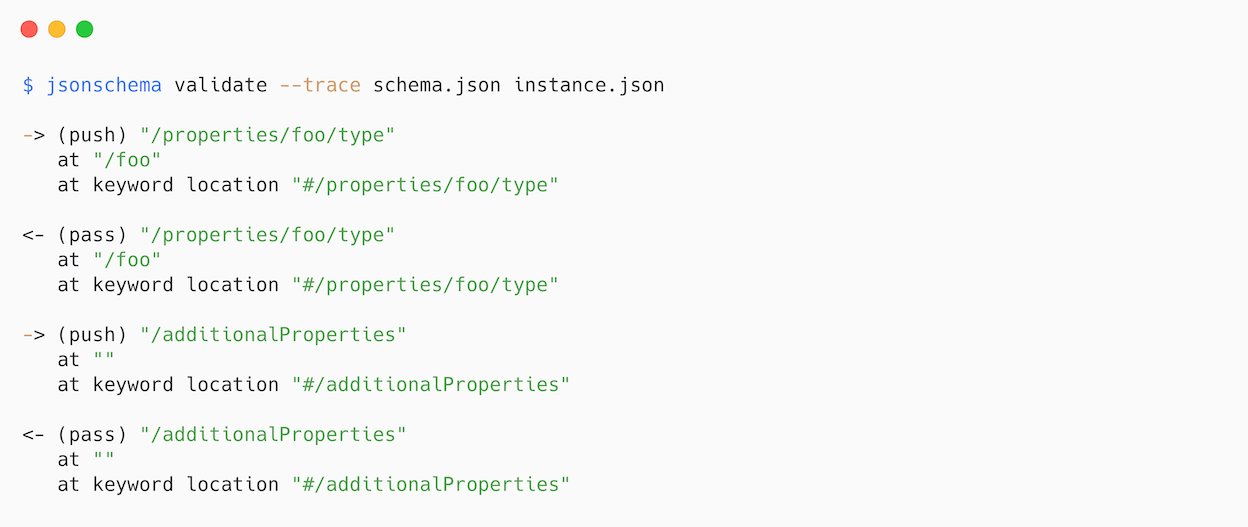 $ jsonschema validate --trace schema.json instance.json
-> (push) "/properties/foo/type"
at "/foo"
at keyword location "#/properties/foo/type"
<- (pass) "/properties/foo/type"
at "/foo"
at keyword location "#/properties/foo/type"
-> (push) "/additionalProperties"
at ""
at keyword location "#/additionalProperties"
<- (pass) "/additionalProperties"
at ""
at keyword location "#/additionalProperties"